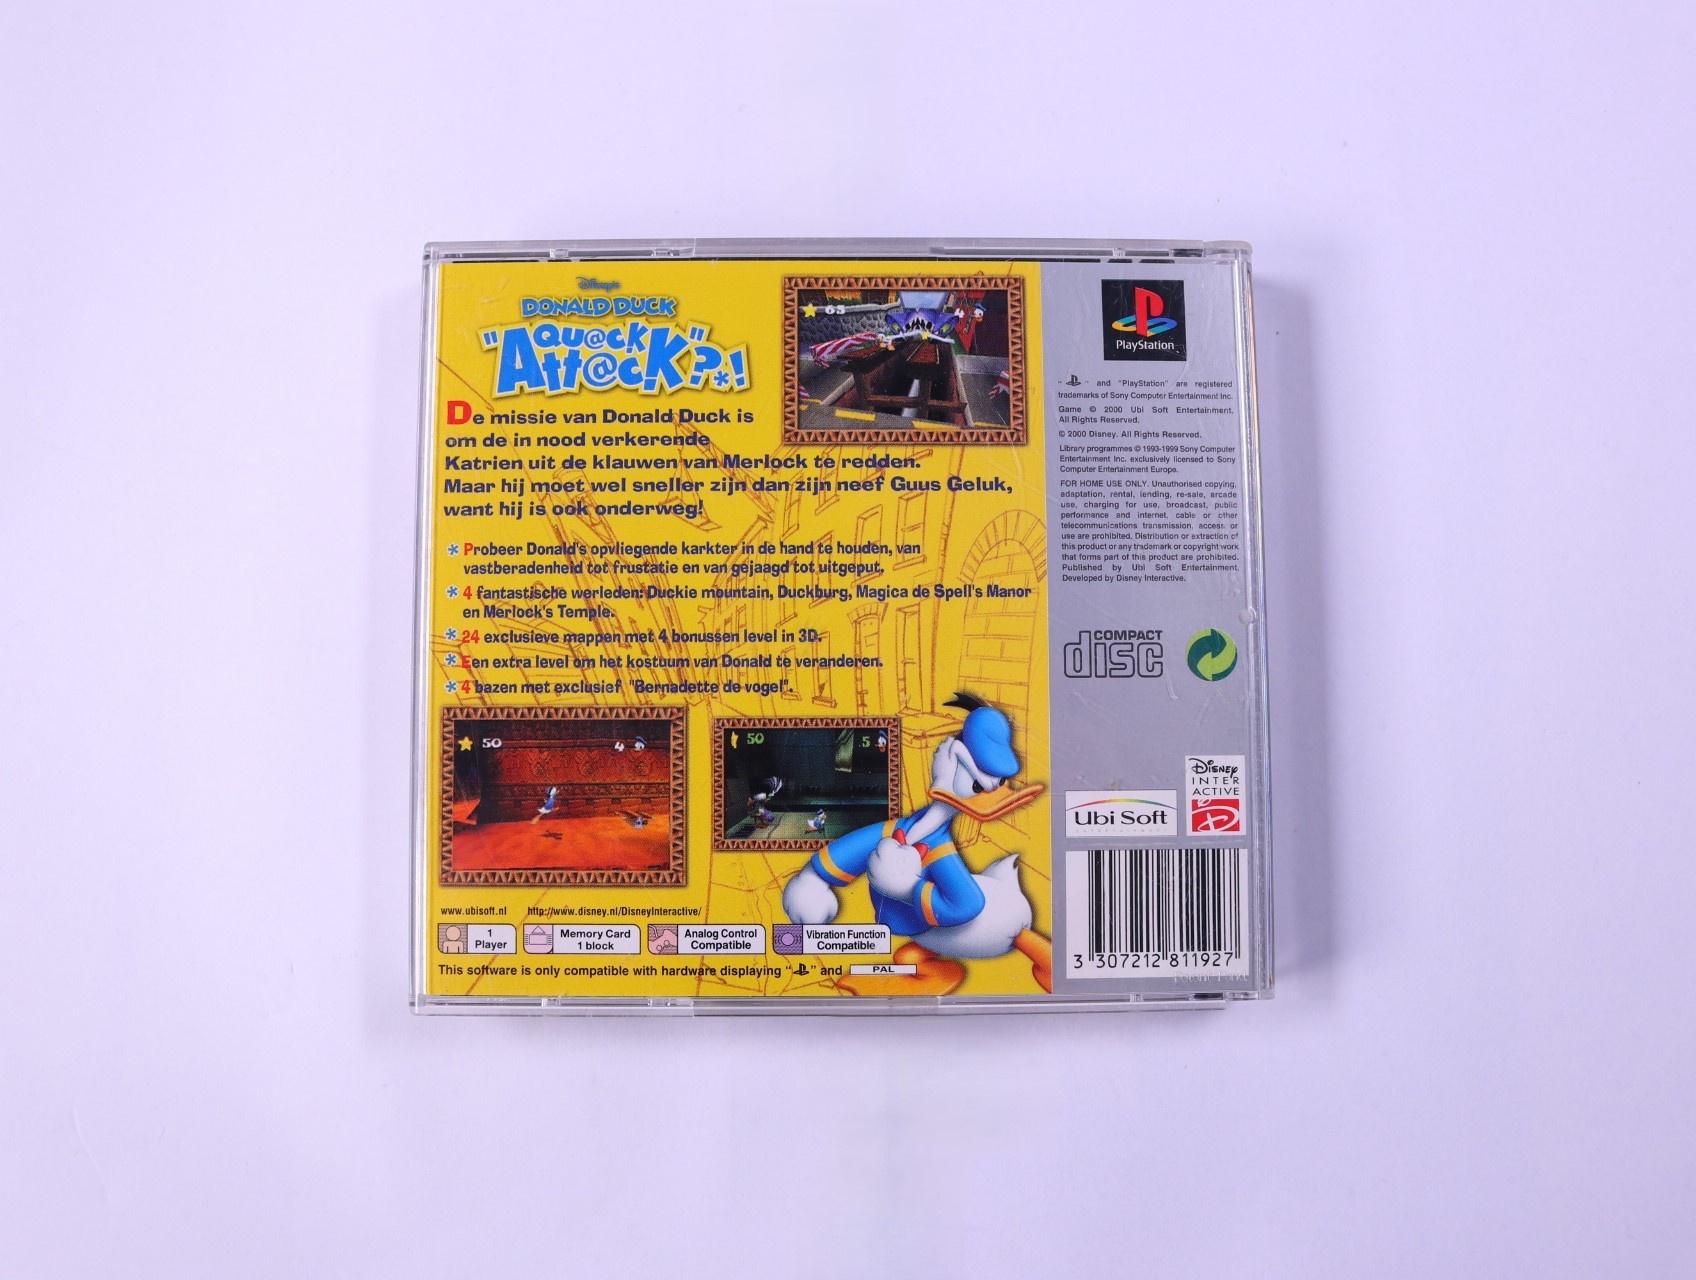 Disney's
DONALD DUCK
"QU@CK
Att@cK"?*!
De missie van Donald Duck is
om de in nood verkerende
Katrien uit de klauwen van Merlock te redden.
Maar hij moet wel sneller zijn dan zijn neef Guus Geluk,
want hij is ook onderweg!
* Probeer Donald's opvliegende karkter in de hand te houden, van
vastberadenheid tot frustatie en van gejaagd tot uitgeput.
* 4 fantastische werleden: Duckie mountain, Duckburg, Magica de Spell's Manor
en Merlock's Temple.
* 24 exclusieve mappen met 4 bonussen level in 3D.
* Een extra level om het kostuum van Donald te veranderen.
* 4 bazen met exclusief "Bernadette de vogel".
65 4
50 4
50 5
www.ubisoft.nl http://www.disney.nl/DisneyInteractive/
1
Player
Memory Card
1 block
Analog Control
Compatible
Vibration Function
Compatible
This software is only compatible with hardware displaying " " and PAL
PlayStation
" " and "PlayStation" are registered
trademarks of Sony Computer Entertainment Inc.
Game © 2000 Ubi Soft Entertainment.
All Rights Reserved.
© 2000 Disney. All Rights Reserved.
Library programmes © 1993-1999 Sony Computer
Entertainment Inc. exclusively licensed to Sony
Computer Entertainment Europe.
FOR HOME USE ONLY. Unauthorised copying,
adaptation, rental, lending, re-sale, arcade
use, charging for use, broadcast, public
performance and internet, cable or other
telecommunications transmission, access or
use are prohibited. Distribution or extraction of
this product or any trademark or copyright work
that forms part of this product are prohibited.
Published by Ubi Soft Entertainment.
Developed by Disney Interactive.
COMPACT
disc
Ubi Soft
ENTERTAINMENT
DISNEY
INTER
ACTIVE
D
3 307212 811927